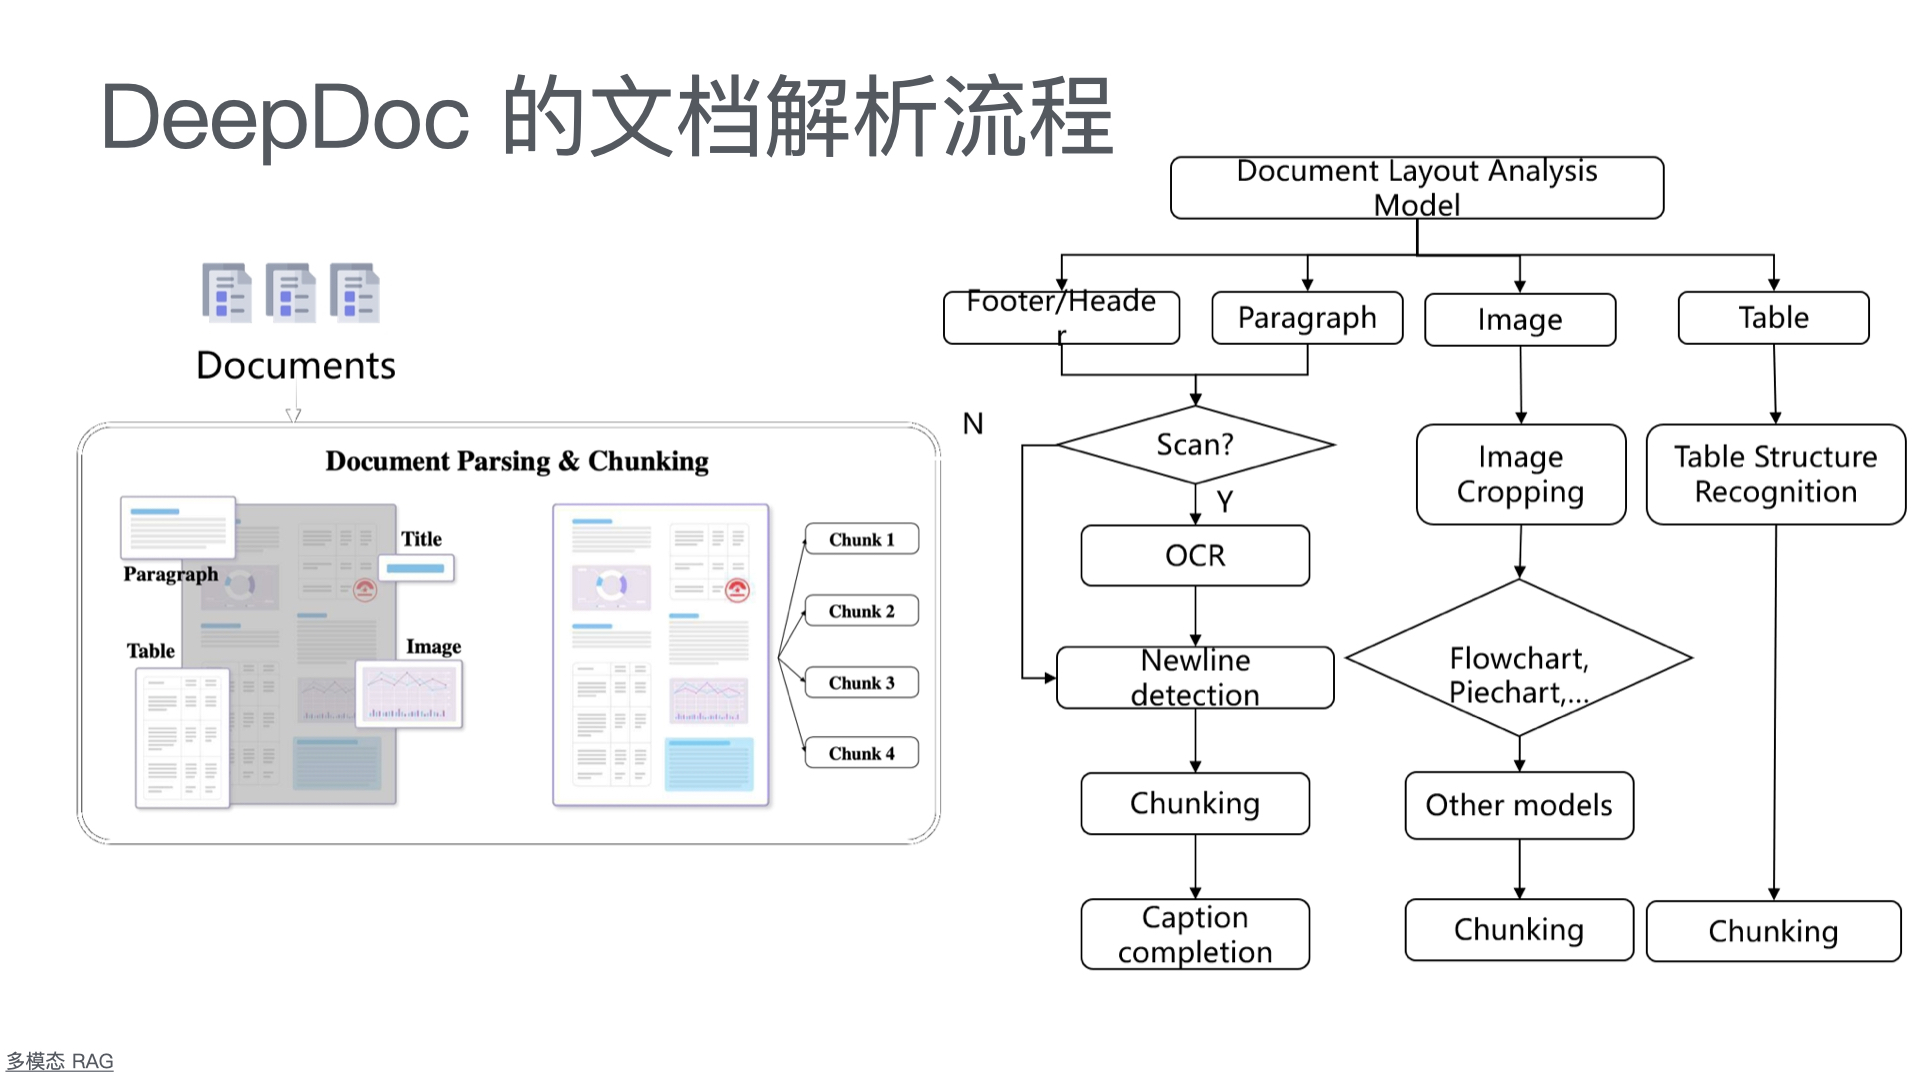 DeepDoc 的文档解析流程
Documents
Document Parsing & Chunking
Paragraph
Title
Table
Image
Chunk 1
Chunk 2
Chunk 3
Chunk 4
Document Layout Analysis
Model
Footer/Heade
r
Paragraph
Image
Table
N
Scan?
Y
OCR
Newline
detection
Chunking
Caption
completion
Image
Cropping
Flowchart,
Piechart,...
Other models
Chunking
Table Structure
Recognition
Chunking
多模态 RAG